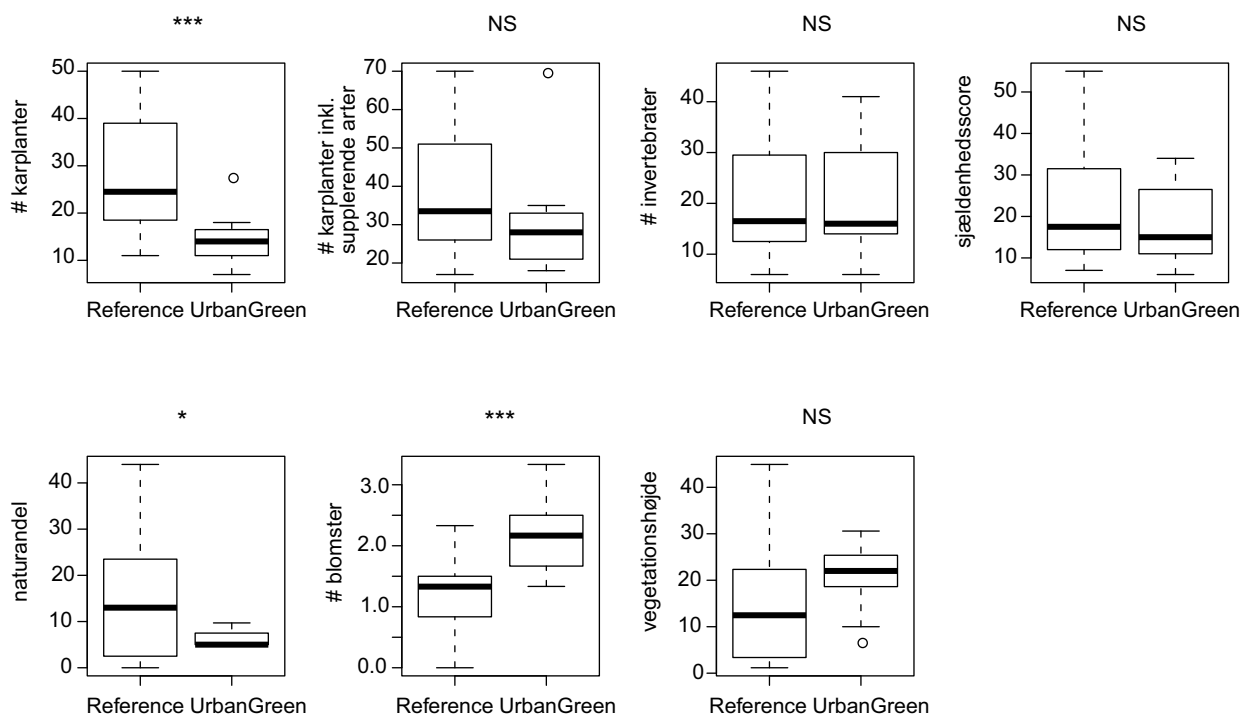 ***
NS
NS
NS
# karplanter
50
40
30
20
10
Reference UrbanGreen
# karplanter inkl.
supplerende arter
70
60
50
40
30
20
Reference UrbanGreen
# invertebrater
40
30
20
10
Reference UrbanGreen
sjældenhedsscore
50
40
30
20
10
Reference UrbanGreen
*
***
NS
naturandel
40
30
20
10
0
Reference UrbanGreen
# blomster
3.0
2.0
1.0
0.0
Reference UrbanGreen
vegetationshøjde
40
30
20
10
0
Reference UrbanGreen